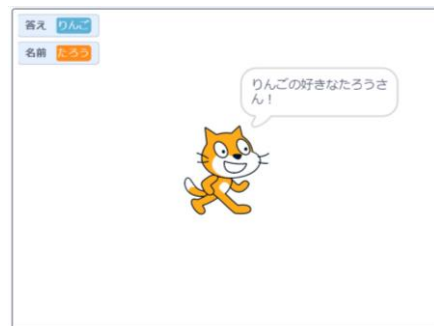 答え りんご
名前 たろう
りんごの好きなたろうさ
ん！